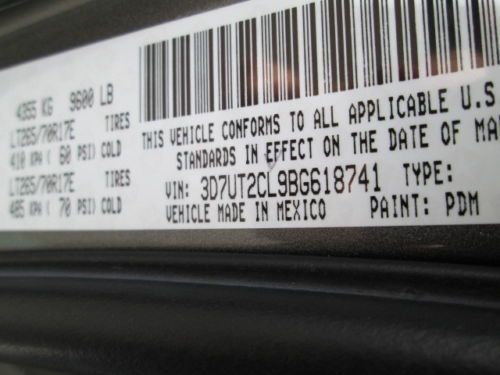 4355 KG 9600 LB
LT265/70R17E TIRES
410 KPA ( 60 PSI) COLD
LT265/70R17E TIRES
485 KPA ( 70 PSI) COLD
THIS VEHICLE CONFORMS TO ALL APPLICABLE U.S
STANDARDS IN EFFECT ON THE DATE OF MA
VIN: 3D7UT2CL9BG618741 TYPE:
VEHICLE MADE IN MEXICO PAINT: PDM